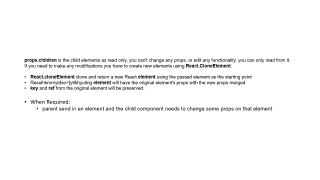 props.children is the child elements as read only, you can't change any props, or edit any functionality, you can only read from it.
If you need to make any modifications you have to create new elements using React.CloneElement.
• React.cloneElement clone and return a new React element using the passed element as the starting point
• element will have the original element's props with the new props merged
• key and ref from the original element will be preserved.
• When Required:
• parent send in an element and the child component needs to change some props on that element